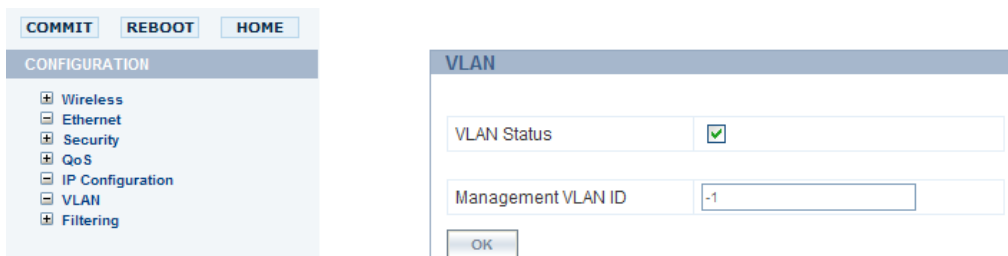 COMMIT REBOOT HOME
CONFIGURATION
Wireless
Ethernet
Security
QoS
IP Configuration
VLAN
Filtering
VLAN
VLAN Status
Management VLAN ID -1
OK